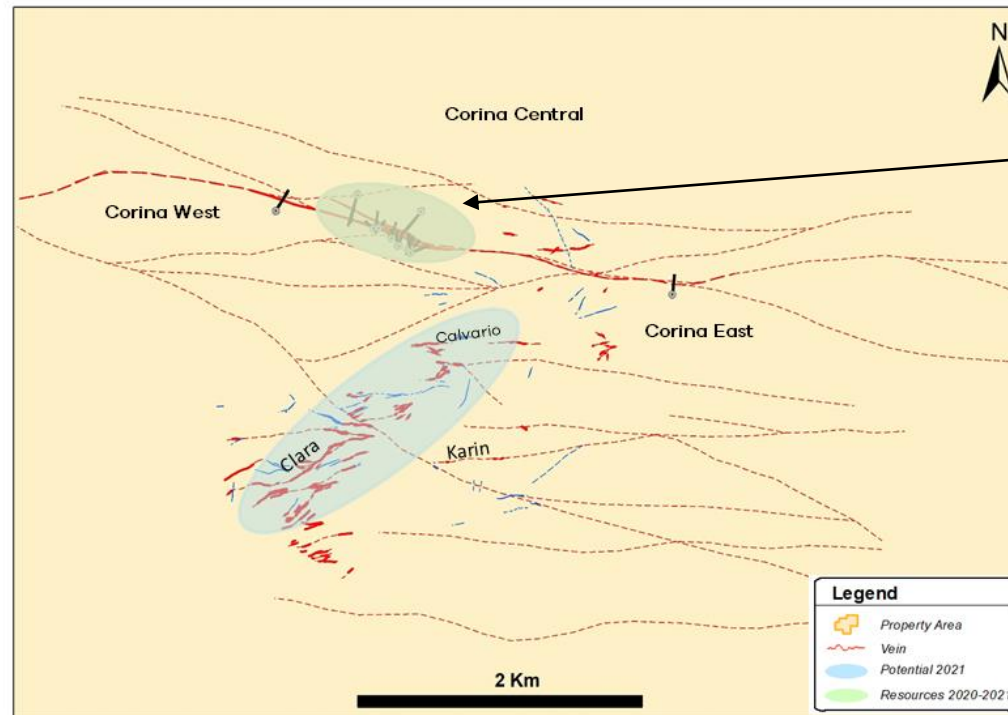 N
Corina Central
Corina West
Calvario
Corina East
Clara
Karin
Legend
Property Area
Vein
Potential 2021
Resources 2020-2021
2 Km